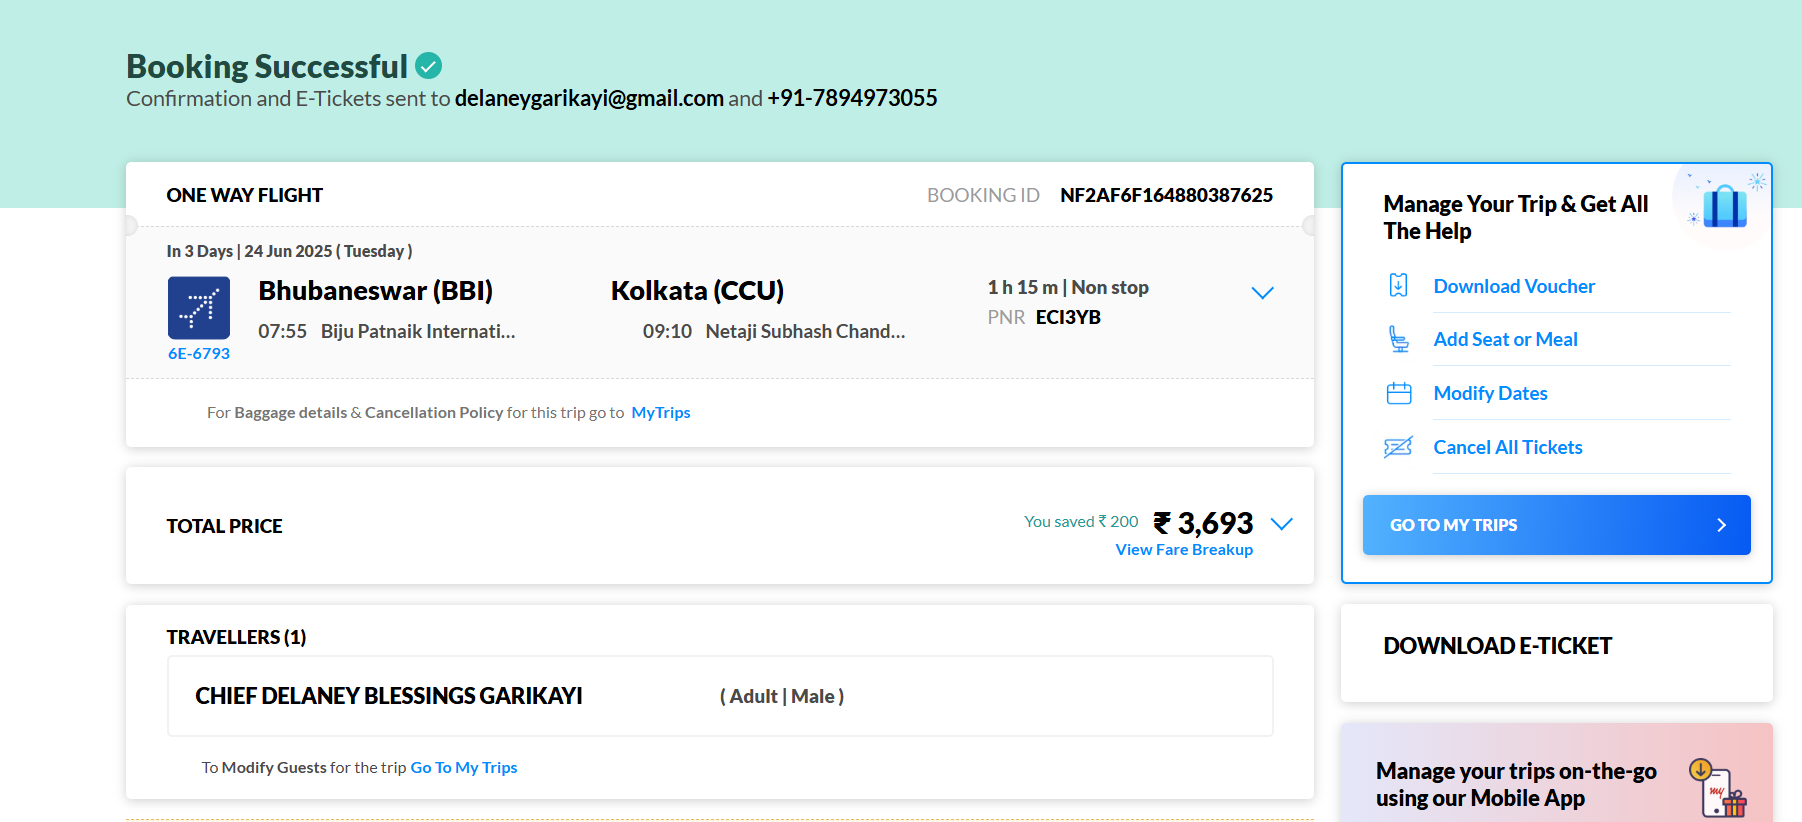 Booking Successful
Confirmation and E-Tickets sent to delaneygarikayi@gmail.com and +91-7894973055
ONE WAY FLIGHT
BOOKING ID NF2AF6F164880387625
In 3 Days | 24 Jun 2025 ( Tuesday )
Bhubaneswar (BBI)
Kolkata (CCU)
1 h 15 m | Non stop
07:55 Biju Patnaik Internati...
09:10 Netaji Subhash Chand...
PNR ECI3YB
6E-6793
For Baggage details & Cancellation Policy for this trip go to MyTrips
TOTAL PRICE
You saved ₹ 200 ₹ 3,693
View Fare Breakup
TRAVELLERS (1)
CHIEF DELANEY BLESSINGS GARIKAYI
( Adult | Male )
To Modify Guests for the trip Go To My Trips
Manage Your Trip & Get All
The Help
Download Voucher
Add Seat or Meal
Modify Dates
Cancel All Tickets
GO TO MY TRIPS
DOWNLOAD E-TICKET
Manage your trips on-the-go
using our Mobile App
my